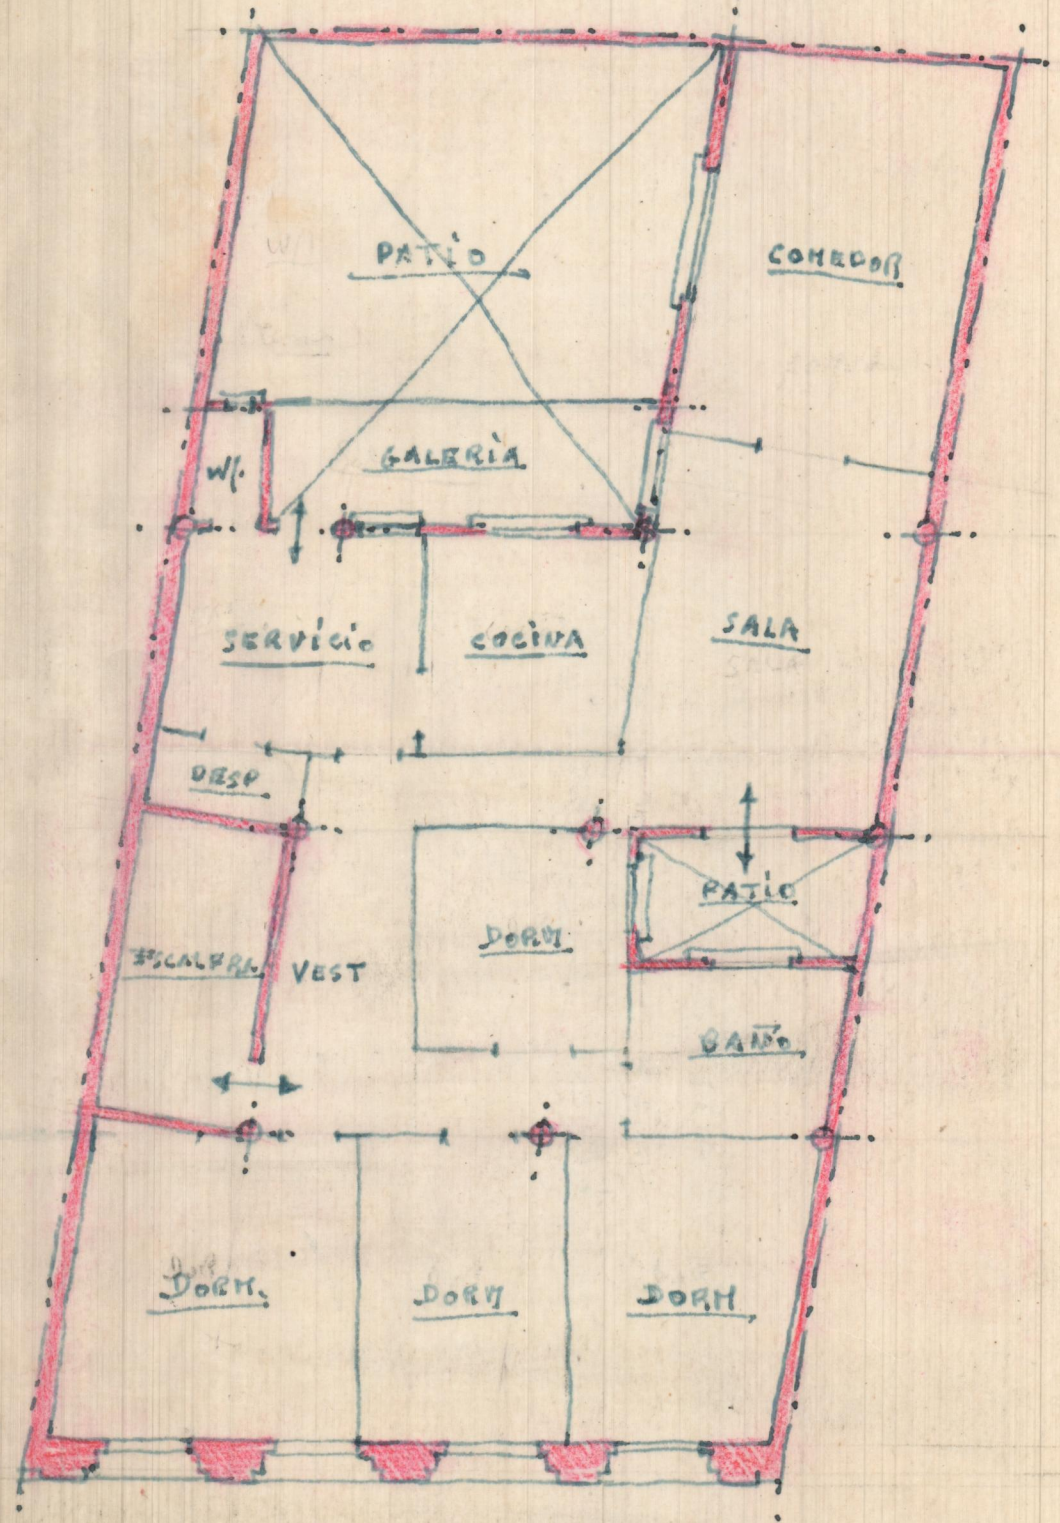 PATIO
COMEDOR
GALERIA
W/.
SERVICIO
COCINA
SALA
DESP.
PATIO
ESCALERA
VEST
DORM.
BAÑO
DORM.
DORM
DORM